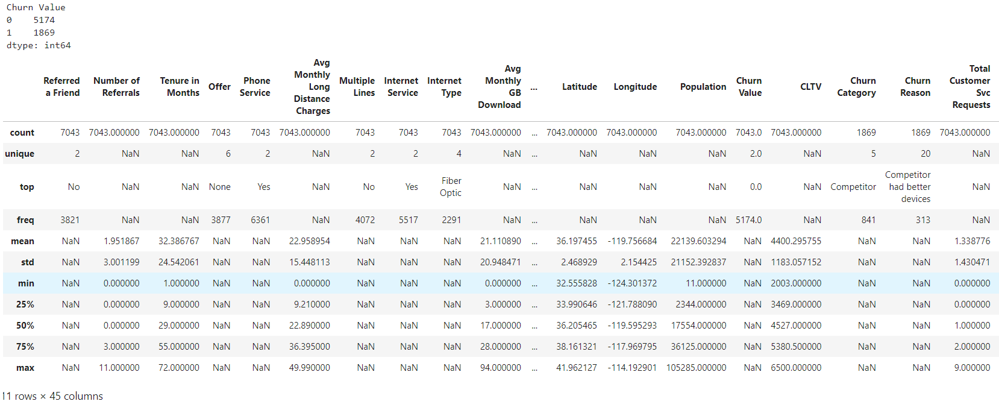 Churn Value
0 5174
1 1869
dtype: int64
Referred a Friend Number of Referrals Tenure in Months Offer Phone Service Avg Monthly Long Distance Charges Multiple Lines Internet Service Internet Type Avg Monthly GB Download ... Latitude Longitude Population Churn Value CLTV Churn Category Churn Reason Total Customer Svc Requests
count 7043 7043.000000 7043.000000 7043 7043 7043.000000 7043 7043 7043 7043.000000 ... 7043.000000 7043.000000 7043.000000 7043.0 7043.000000 1869 1869 7043.000000
unique 2 NaN NaN 6 2 NaN 2 2 4 NaN ... NaN NaN NaN 2.0 NaN 5 20 NaN
top No NaN NaN None Yes NaN No Yes Fiber Optic NaN ... NaN NaN NaN 0.0 NaN Competitor Competitor had better devices NaN
freq 3821 NaN NaN 3877 6361 NaN 4072 5517 2291 NaN ... NaN NaN NaN 5174.0 NaN 841 313 NaN
mean NaN 1.951867 32.386767 NaN NaN 22.958954 NaN NaN NaN 21.110890 ... 36.197455 -119.756684 22139.603294 NaN 4400.295755 NaN NaN 1.338776
std NaN 3.001199 24.542061 NaN NaN 15.448113 NaN NaN NaN 20.948471 ... 2.468929 2.154425 21152.392837 NaN 1183.057152 NaN NaN 1.430471
min NaN 0.000000 1.000000 NaN NaN 0.000000 NaN NaN NaN 0.000000 ... 32.555828 -124.301372 11.000000 NaN 2003.000000 NaN NaN 0.000000
25% NaN 0.000000 9.000000 NaN NaN 9.210000 NaN NaN NaN 3.000000 ... 33.990646 -121.788090 2344.000000 NaN 3469.000000 NaN NaN 0.000000
50% NaN 0.000000 29.000000 NaN NaN 22.890000 NaN NaN NaN 17.000000 ... 36.205465 -119.595293 17554.000000 NaN 4527.000000 NaN NaN 1.000000
75% NaN 3.000000 55.000000 NaN NaN 36.395000 NaN NaN NaN 28.000000 ... 38.161321 -117.969795 36125.000000 NaN 5380.500000 NaN NaN 2.000000
max NaN 11.000000 72.000000 NaN NaN 49.990000 NaN NaN NaN 94.000000 ... 41.962127 -114.192901 105285.000000 NaN 6500.000000 NaN NaN 9.000000
11 rows × 45 columns